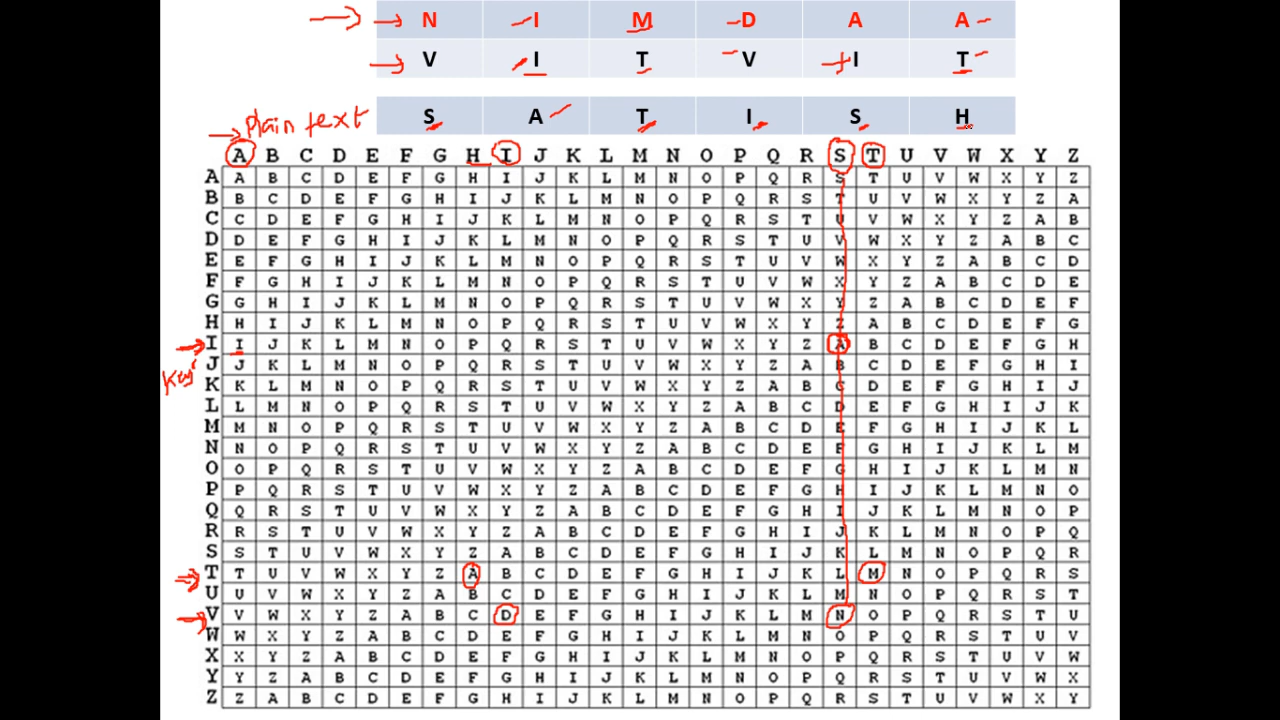 N I M D A A
V I T V I T
plain text S A T I S H
A B C D E F G H I J K L M N O P Q R S T U V W X Y Z
A A B C D E F G H I J K L M N O P Q R S T U V W X Y Z
B B C D E F G H I J K L M N O P Q R S T U V W X Y Z A
C C D E F G H I J K L M N O P Q R S T U V W X Y Z A B
D D E F G H I J K L M N O P Q R S T U V W X Y Z A B C
E E F G H I J K L M N O P Q R S T U V W X Y Z A B C D
F F G H I J K L M N O P Q R S T U V W X Y Z A B C D E
G G H I J K L M N O P Q R S T U V W X Y Z A B C D E F
H H I J K L M N O P Q R S T U V W X Y Z A B C D E F G
I I J K L M N O P Q R S T U V W X Y Z A B C D E F G H
J J K L M N O P Q R S T U V W X Y Z A B C D E F G H I
Key
K K L M N O P Q R S T U V W X Y Z A B C D E F G H I J
L L M N O P Q R S T U V W X Y Z A B C D E F G H I J K
M M N O P Q R S T U V W X Y Z A B C D E F G H I J K L
N N O P Q R S T U V W X Y Z A B C D E F G H I J K L M
O O P Q R S T U V W X Y Z A B C D E F G H I J K L M N
P P Q R S T U V W X Y Z A B C D E F G H I J K L M N O
Q Q R S T U V W X Y Z A B C D E F G H I J K L M N O P
R R S T U V W X Y Z A B C D E F G H I J K L M N O P Q
S S T U V W X Y Z A B C D E F G H I J K L M N O P Q R
T T U V W X Y Z A B C D E F G H I J K L M N O P Q R S
U U V W X Y Z A B C D E F G H I J K L M N O P Q R S T
V V W X Y Z A B C D E F G H I J K L M N O P Q R S T U
W W X Y Z A B C D E F G H I J K L M N O P Q R S T U V
X X Y Z A B C D E F G H I J K L M N O P Q R S T U V W
Y Y Z A B C D E F G H I J K L M N O P Q R S T U V W X
Z Z A B C D E F G H I J K L M N O P Q R S T U V W X Y